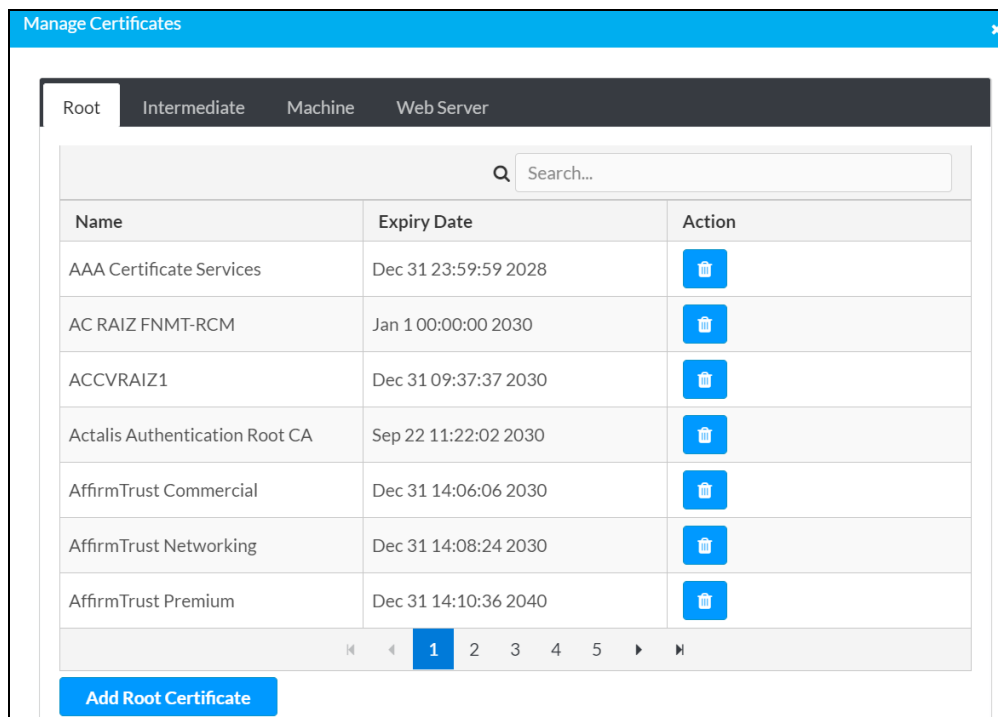 Manage Certificates
Root Intermediate Machine Web Server
Search...
Name Expiry Date Action
AAA Certificate Services Dec 31 23:59:59 2028
AC RAIZ FNMT-RCM Jan 1 00:00:00 2030
ACCVRAIZ1 Dec 31 09:37:37 2030
Actalis Authentication Root CA Sep 22 11:22:02 2030
AffirmTrust Commercial Dec 31 14:06:06 2030
AffirmTrust Networking Dec 31 14:08:24 2030
AffirmTrust Premium Dec 31 14:10:36 2040
1 2 3 4 5
Add Root Certificate